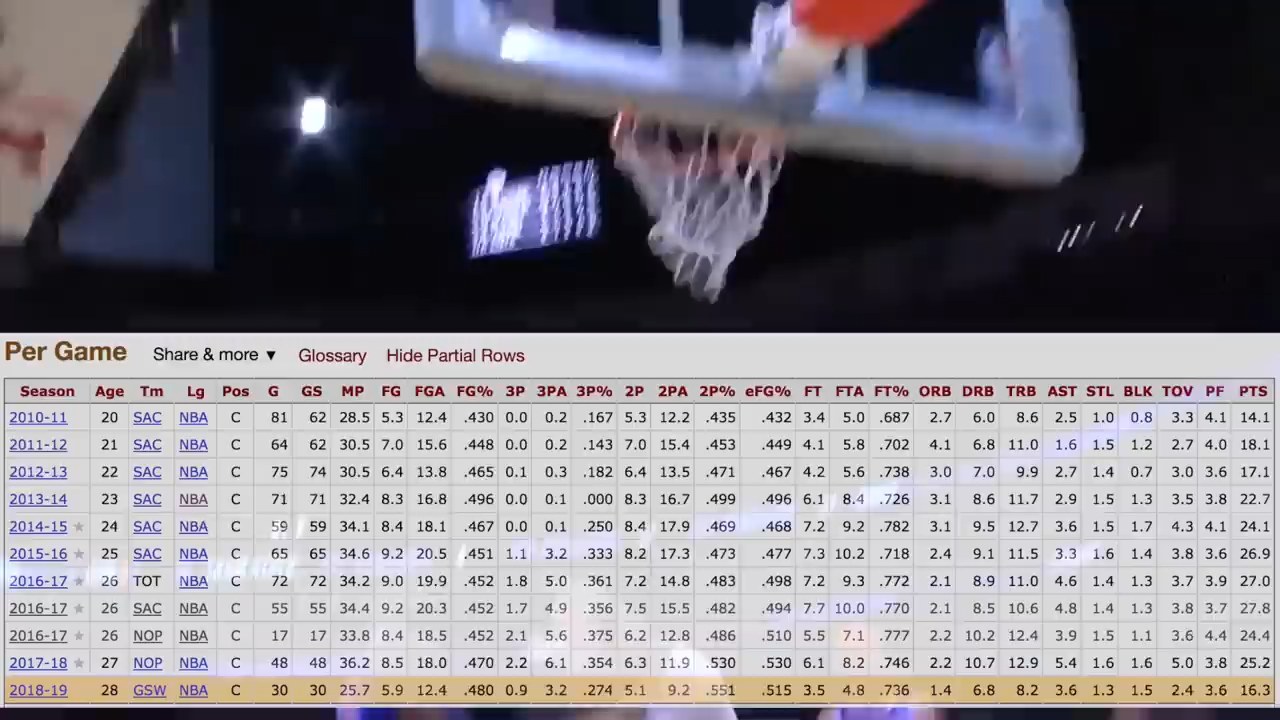 Per Game Share & more ▼ Glossary Hide Partial Rows
Season Age Tm Lg Pos G GS MP FG FGA FG% 3P 3PA 3P% 2P 2PA 2P% eFG% FT FTA FT% ORB DRB TRB AST STL BLK TOV PF PTS
2010-11 20 SAC NBA C 81 62 28.5 5.3 12.4 .430 0.0 0.2 .167 5.3 12.2 .435 .432 3.4 5.0 .687 2.7 6.0 8.6 2.5 1.0 0.8 3.3 4.1 14.1
2011-12 21 SAC NBA C 64 62 30.5 7.0 15.6 .448 0.0 0.2 .143 7.0 15.4 .453 .449 4.1 5.8 .702 4.1 6.8 11.0 1.6 1.5 1.2 2.7 4.0 18.1
2012-13 22 SAC NBA C 75 74 30.5 6.4 13.8 .465 0.1 0.3 .182 6.4 13.5 .471 .467 4.2 5.6 .738 3.0 7.0 9.9 2.7 1.4 0.7 3.0 3.6 17.1
2013-14 23 SAC NBA C 71 71 32.4 8.3 16.8 .496 0.0 0.1 .000 8.3 16.7 .499 .496 6.1 8.4 .726 3.1 8.6 11.7 2.9 1.5 1.3 3.5 3.8 22.7
2014-15 ★ 24 SAC NBA C 59 59 34.1 8.4 18.1 .467 0.0 0.1 .250 8.4 17.9 .469 .468 7.2 9.2 .782 3.1 9.5 12.7 3.6 1.5 1.7 4.3 4.1 24.1
2015-16 ★ 25 SAC NBA C 65 65 34.6 9.2 20.5 .451 1.1 3.2 .333 8.2 17.3 .473 .477 7.3 10.2 .718 2.4 9.1 11.5 3.3 1.6 1.4 3.8 3.6 26.9
2016-17 ★ 26 TOT NBA C 72 72 34.2 9.0 19.9 .452 1.8 5.0 .361 7.2 14.8 .483 .498 7.2 9.3 .772 2.1 8.9 11.0 4.6 1.4 1.3 3.7 3.9 27.0
2016-17 ★ 26 SAC NBA C 55 55 34.4 9.2 20.3 .452 1.7 4.9 .356 7.5 15.5 .482 .494 7.7 10.0 .770 2.1 8.5 10.6 4.8 1.4 1.3 3.8 3.7 27.8
2016-17 ★ 26 NOP NBA C 17 17 33.8 8.4 18.5 .452 2.1 5.6 .375 6.2 12.8 .486 .510 5.5 7.1 .777 2.2 10.2 12.4 3.9 1.5 1.1 3.6 4.4 24.4
2017-18 ★ 27 NOP NBA C 48 48 36.2 8.5 18.0 .470 2.2 6.1 .354 6.3 11.9 .530 .530 6.1 8.2 .746 2.2 10.7 12.9 5.4 1.6 1.6 5.0 3.8 25.2
2018-19 28 GSW NBA C 30 30 25.7 5.9 12.4 .480 0.9 3.2 .274 5.1 9.2 .551 .515 3.5 4.8 .736 1.4 6.8 8.2 3.6 1.3 1.5 2.4 3.6 16.3